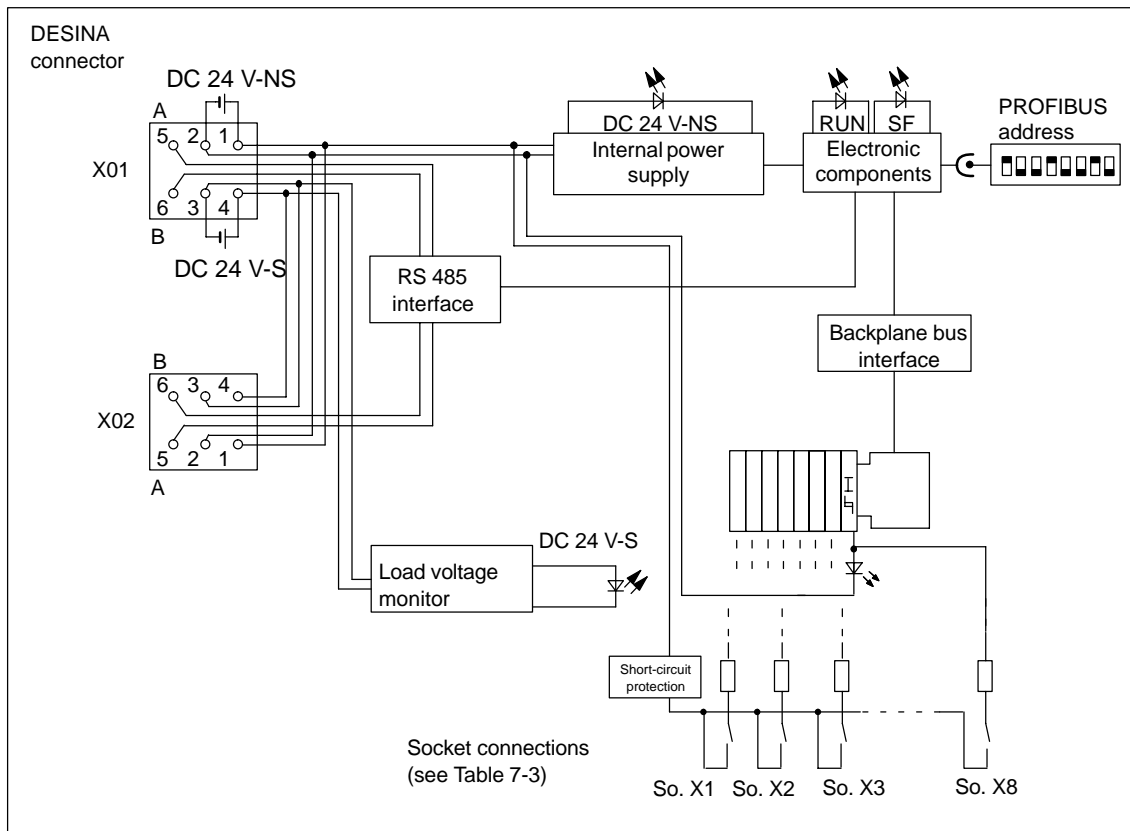 DESINA
connector
DC 24 V-NS
A
5 2 1
X01
6 3 4
B
DC 24 V-S
DC 24 V-NS
Internal power
supply
RUN
SF
Electronic
components
PROFIBUS
address
RS 485
interface
Backplane bus
interface
B
6 3 4
X02
5 2 1
A
Load voltage
monitor
DC 24 V-S
Short-circuit
protection
Socket connections
(see Table 7-3)
So. X1
So. X2
So. X3
So. X8